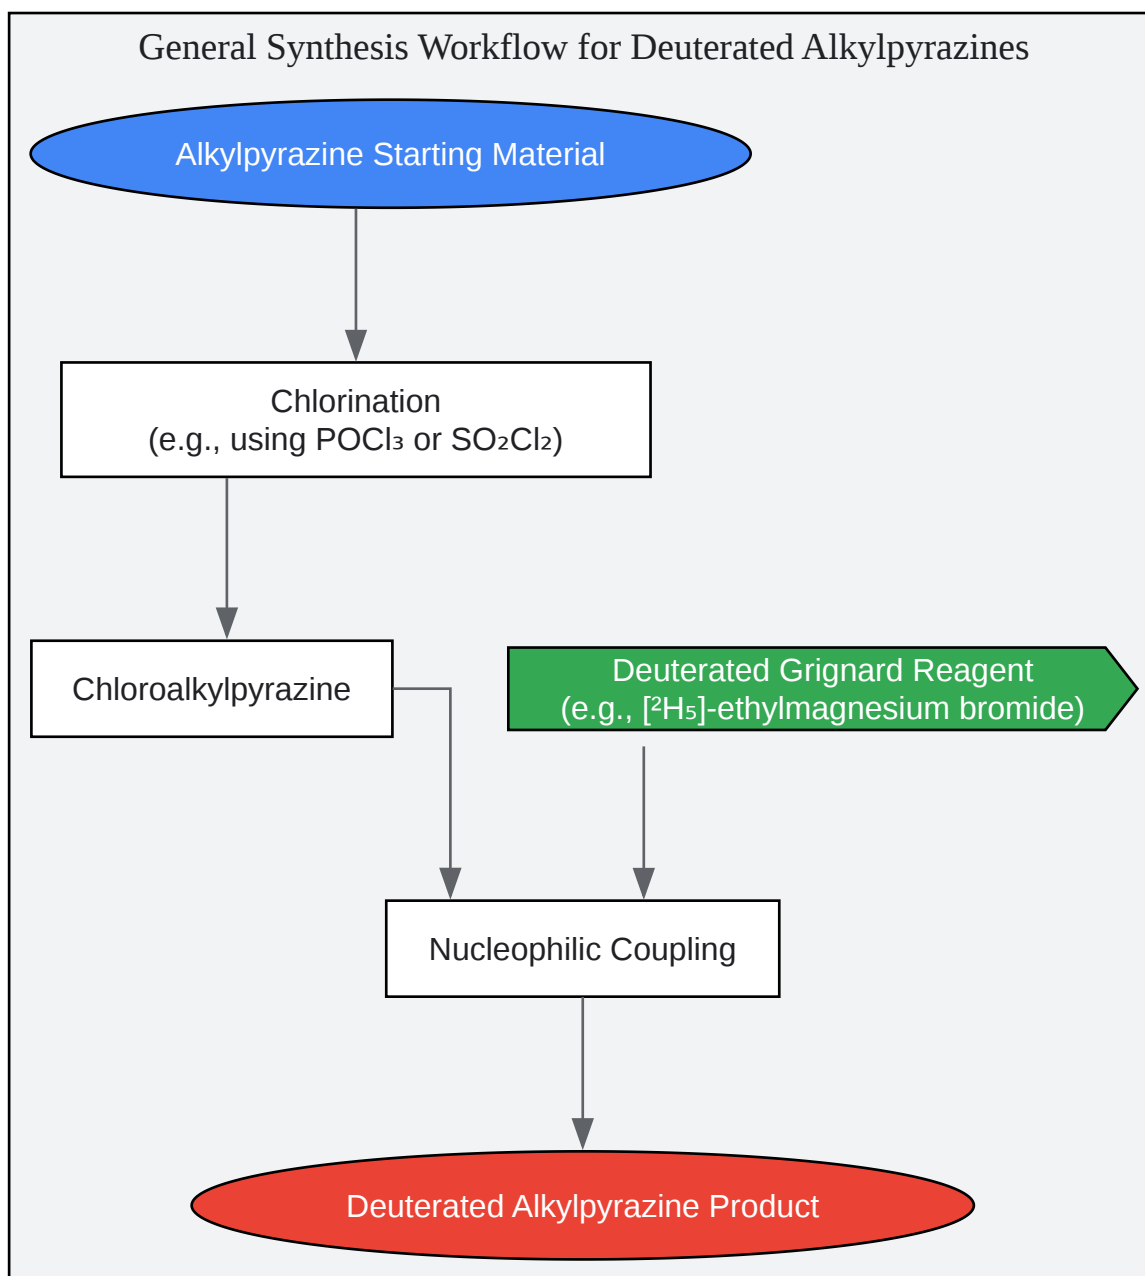 General Synthesis Workflow for Deuterated Alkylpyrazines
Alkylpyrazine Starting Material
Chlorination
(e.g., using POCl₃ or SO₂Cl₂)
Chloroalkylpyrazine
Deuterated Grignard Reagent
(e.g., [²H₅]-ethylmagnesium bromide)
Nucleophilic Coupling
Deuterated Alkylpyrazine Product